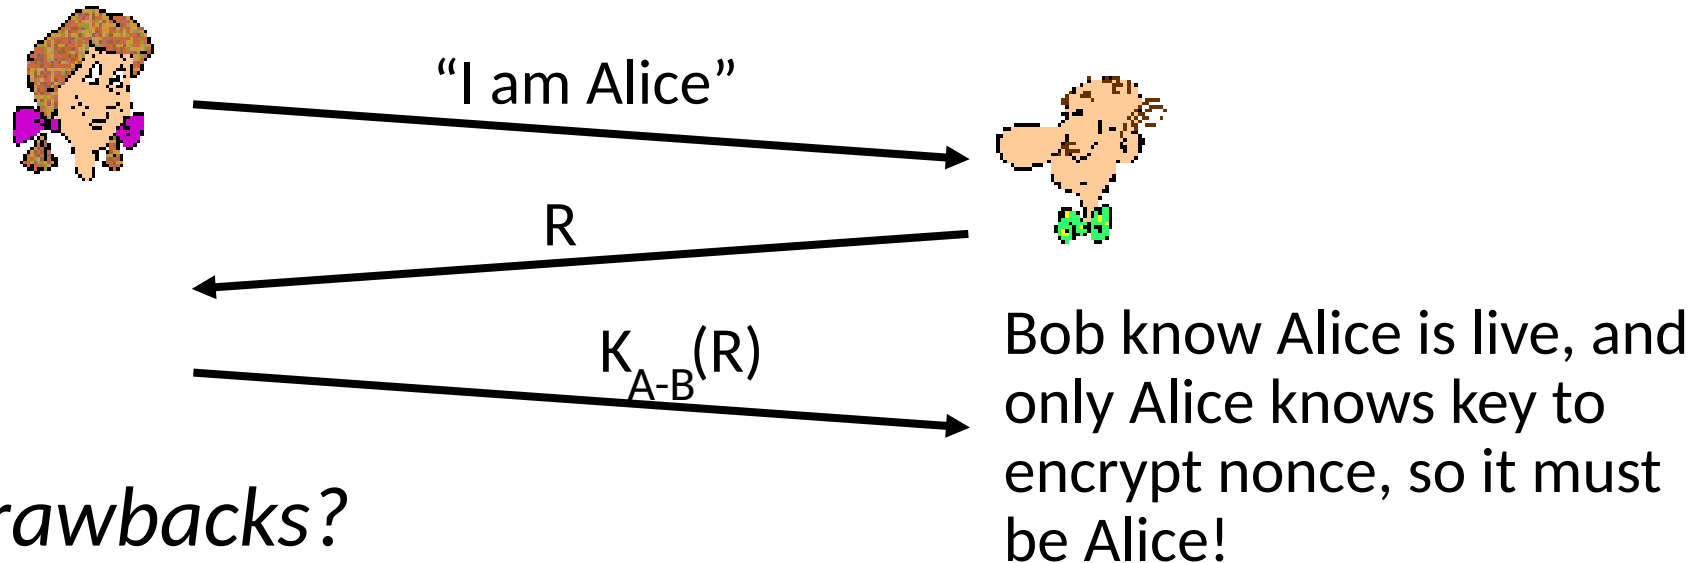 “I am Alice”
R
K_A-B(R)
Bob know Alice is live, and
only Alice knows key to
encrypt nonce, so it must
be Alice!
rawbacks?